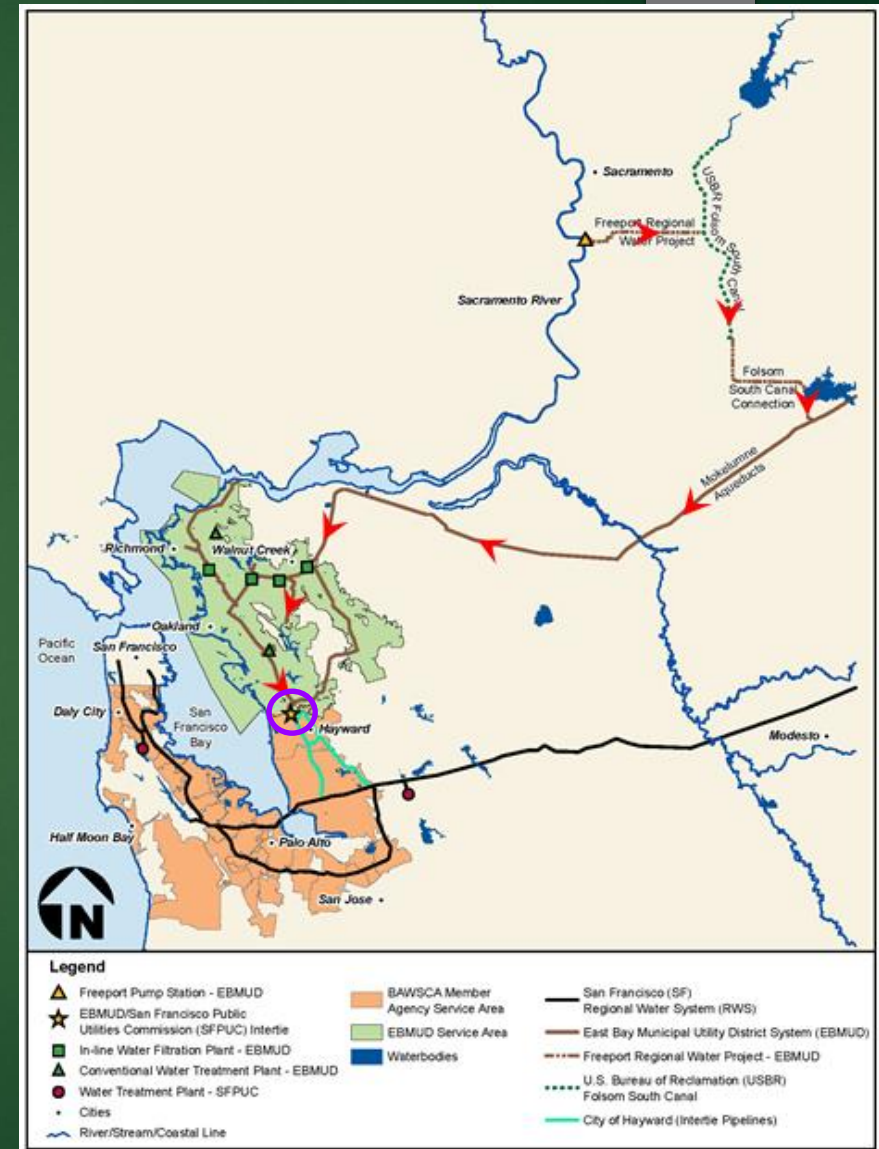 Sacramento
Freeport Regional
Water Project
USBR Folsom South Canal
Sacramento River
Folsom
South Canal
Connection
Mokelumne
Aqueducts
Richmond
Walnut Creek
Oakland
Pacific
Ocean
San Francisco
Daly City
San
Francisco
Bay
Hayward
Modesto
Half Moon Bay
Palo Alto
San Jose
N
Legend
Freeport Pump Station - EBMUD
EBMUD/San Francisco Public
Utilities Commission (SFPUC) Intertie
In-line Water Filtration Plant - EBMUD
Conventional Water Treatment Plant - EBMUD
Water Treatment Plant - SFPUC
Cities
River/Stream/Coastal Line
BAWSCA Member
Agency Service Area
EBMUD Service Area
Waterbodies
San Francisco (SF)
Regional Water System (RWS)
East Bay Municipal Utility District System (EBMUD)
Freeport Regional Water Project - EBMUD
U.S. Bureau of Reclamation (USBR)
Folsom South Canal
City of Hayward (Intertie Pipelines)